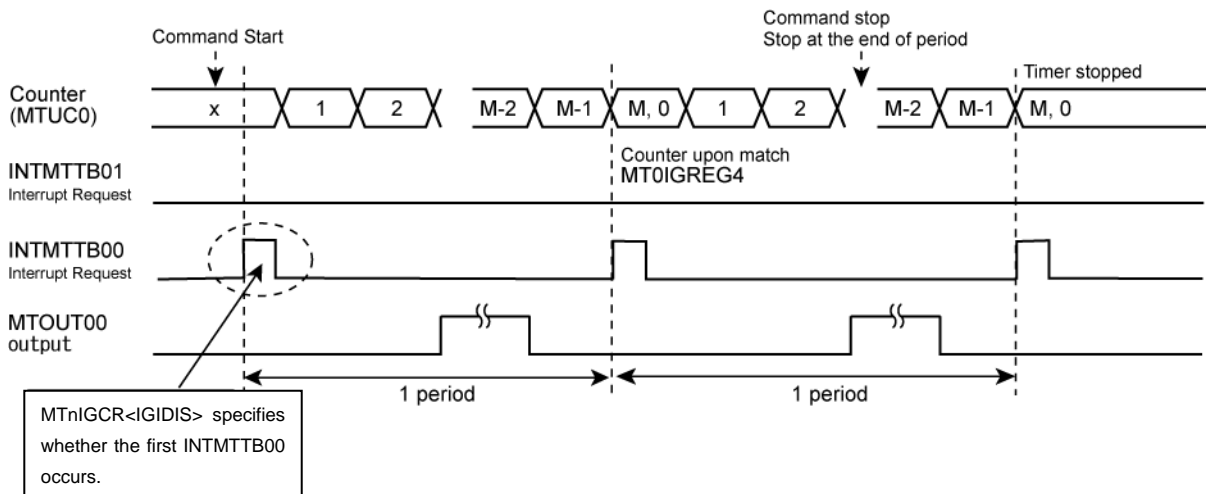 Command stop
Stop at the end of period
Command Start
Timer stopped
Counter
(MTUC0)
x 1 2 M-2 M-1 M, 0 1 2 M-2 M-1 M, 0
Counter upon match
MT0IGREG4
INTMTTB01
Interrupt Request
INTMTTB00
Interrupt Request
MTOUT00
output
1 period 1 period
MTnIGCR<IGIDIS> specifies
whether the first INTMTTB00
occurs.